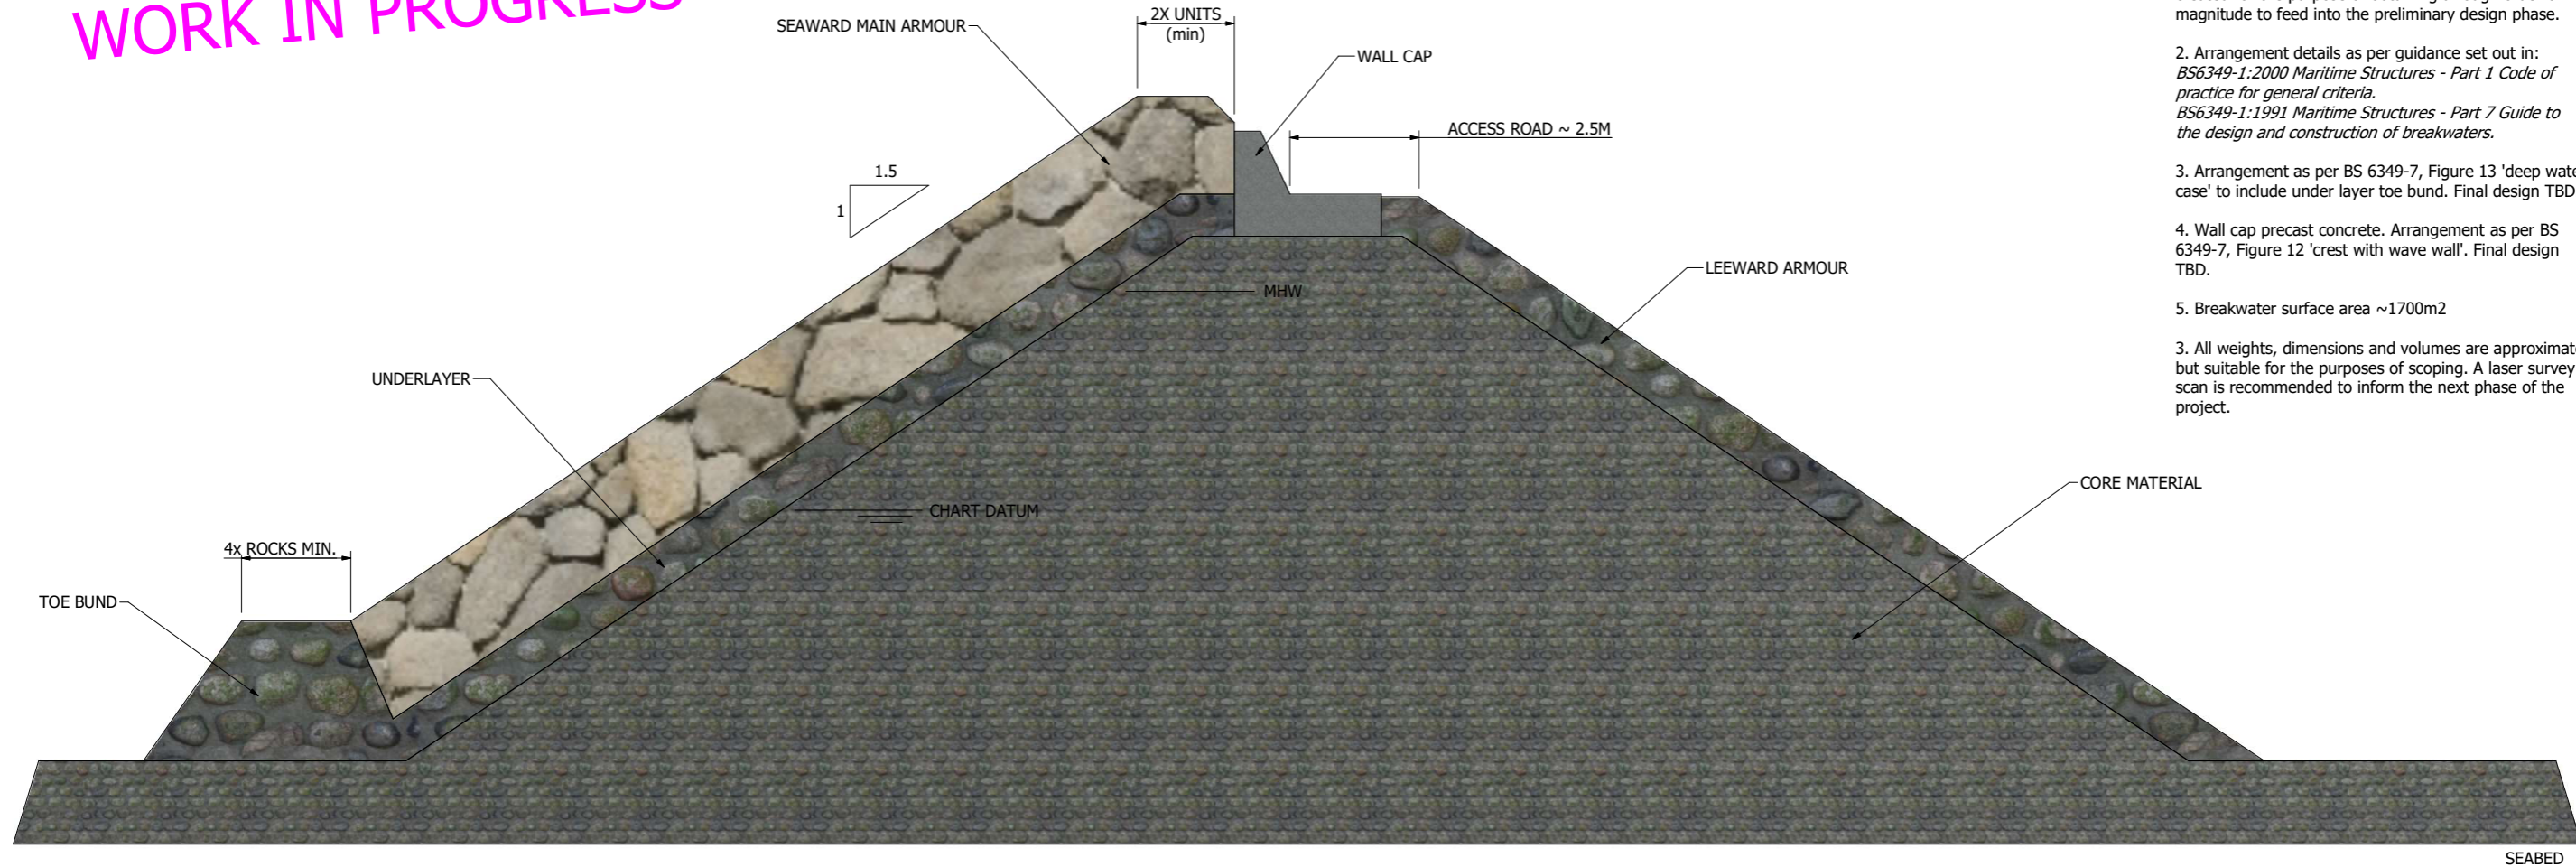 WORK IN PROGRESS
SEAWARD MAIN ARMOUR
2X UNITS
(min)
WALL CAP
ACCESS ROAD ~ 2.5M
1.5
1
LEEWARD ARMOUR
MHW
UNDERLAYER
CORE MATERIAL
CHART DATUM
4x ROCKS MIN.
TOE BUND
SEABED
magnitude to feed into the preliminary design phase.
2. Arrangement details as per guidance set out in:
BS6349-1:2000 Maritime Structures - Part 1 Code of
practice for general criteria.
BS6349-1:1991 Maritime Structures - Part 7 Guide to
the design and construction of breakwaters.
3. Arrangement as per BS 6349-7, Figure 13 'deep wate
case' to include under layer toe bund. Final design TBD
4. Wall cap precast concrete. Arrangement as per BS
6349-7, Figure 12 'crest with wave wall'. Final design
TBD.
5. Breakwater surface area ~1700m2
3. All weights, dimensions and volumes are approximat
but suitable for the purposes of scoping. A laser survey
scan is recommended to inform the next phase of the
project.